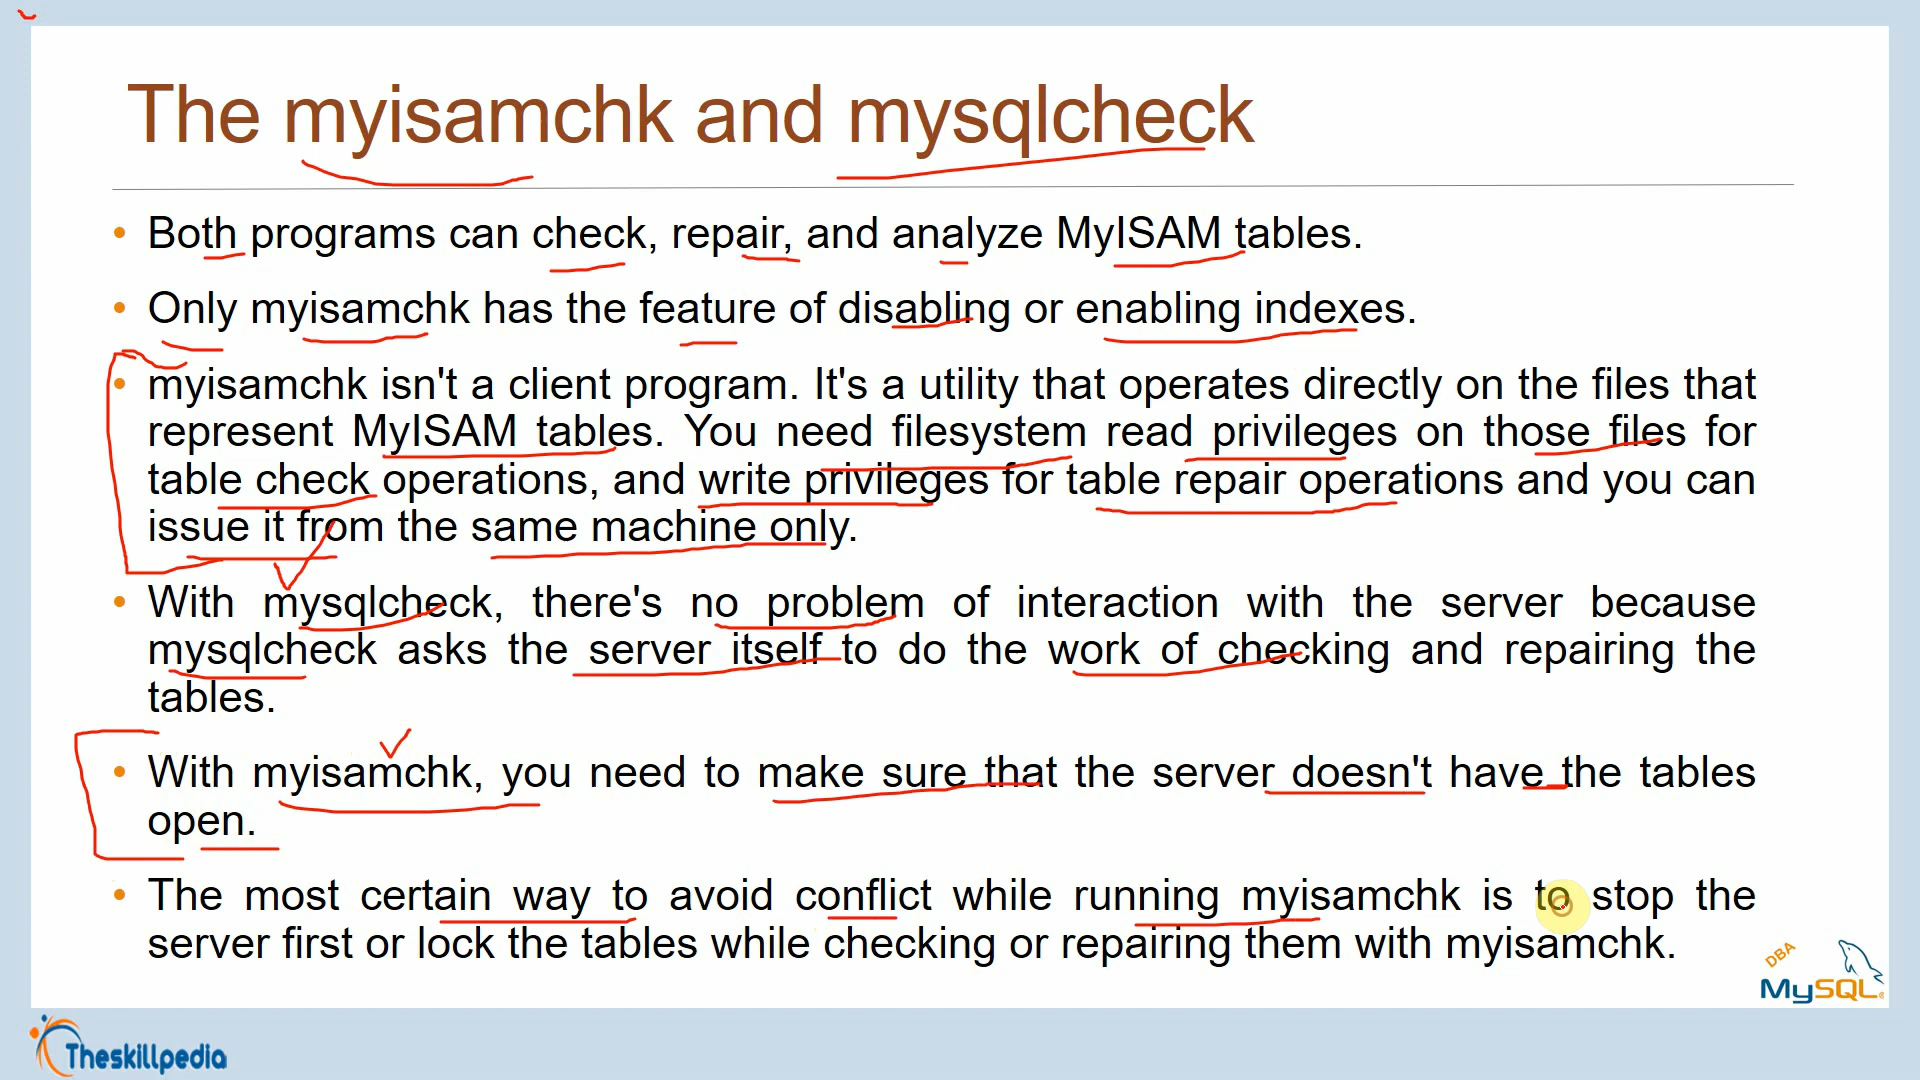 The myisamchk and mysqlcheck
• Both programs can check, repair, and analyze MyISAM tables.
• Only myisamchk has the feature of disabling or enabling indexes.
• myisamchk isn't a client program. It's a utility that operates directly on the files that
represent MyISAM tables. You need filesystem read privileges on those files for
table check operations, and write privileges for table repair operations and you can
issue it from the same machine only.
• With mysqlcheck, there's no problem of interaction with the server because
mysqlcheck asks the server itself to do the work of checking and repairing the
tables.
• With myisamchk, you need to make sure that the server doesn't have the tables
open.
• The most certain way to avoid conflict while running myisamchk is to stop the
server first or lock the tables while checking or repairing them with myisamchk.
DBA
MySQL
Theskillpedia